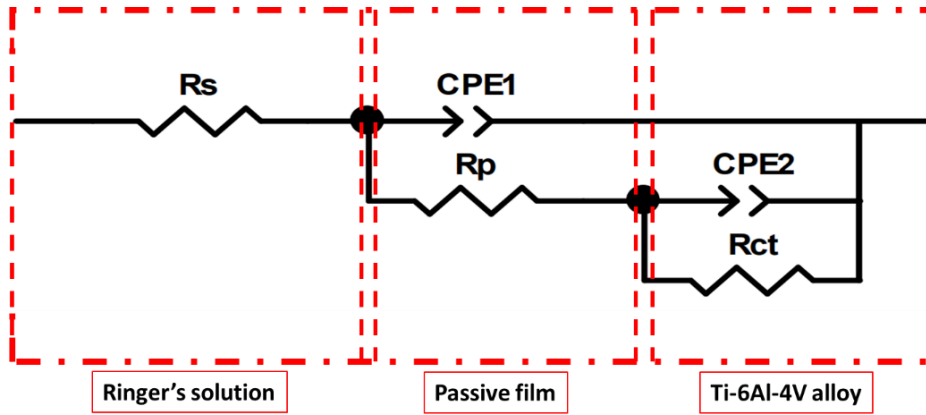 Rs
CPE1
Rp
CPE2
Rct
Ringer's solution
Passive film
Ti-6Al-4V alloy